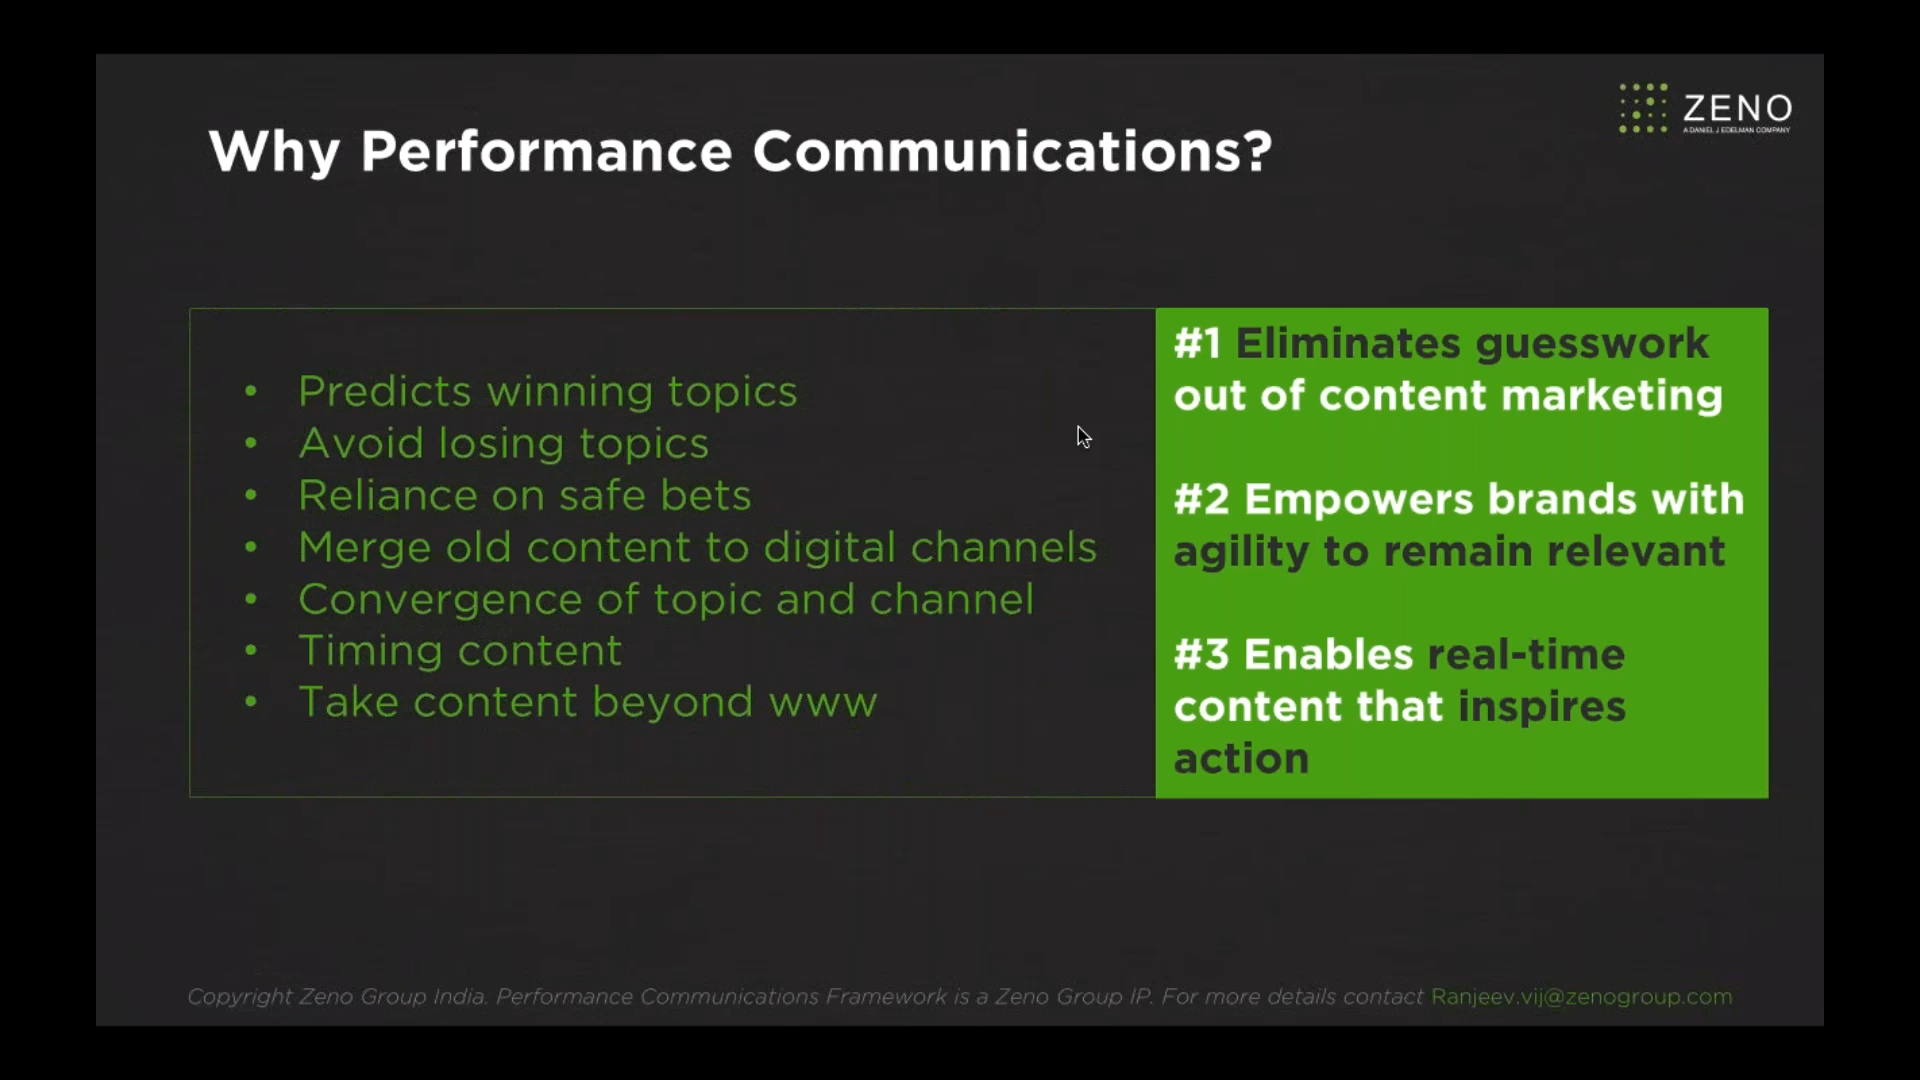 ZENO
A DANIEL J EDELMAN COMPANY
Why Performance Communications?
• Predicts winning topics
• Avoid losing topics
• Reliance on safe bets
• Merge old content to digital channels
• Convergence of topic and channel
• Timing content
• Take content beyond www
#1 Eliminates guesswork
out of content marketing
#2 Empowers brands with
agility to remain relevant
#3 Enables real-time
content that inspires
action
Copyright Zeno Group India. Performance Communications Framework is a Zeno Group IP. For more details contact Ranjeev.vij@zenogroup.com